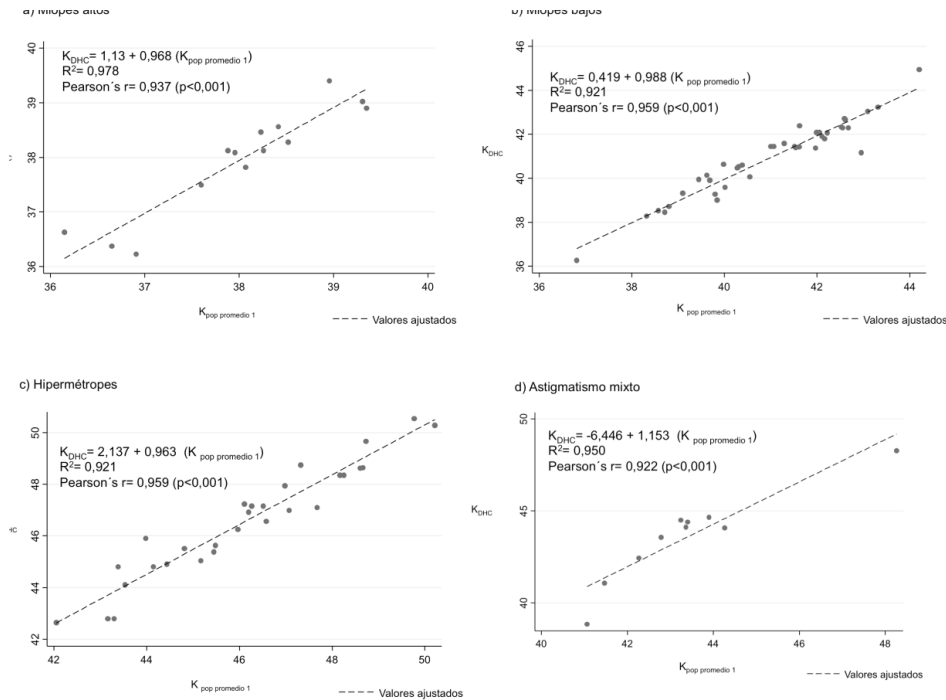 a) Miopes altos
K_DHC= 1,13 + 0,968 (K_pop promedio 1)
R²= 0,978
Pearson´s r= 0,937 (p<0,001)
40
39
38
37
36
36 37 38 39 40
K_pop promedio 1
Valores ajustados
b) Miopes bajos
K_DHC= 0,419 + 0,988 (K_pop promedio 1)
R²= 0,921
Pearson´s r= 0,959 (p<0,001)
K_DHC
46
44
42
40
38
36
36 38 40 42 44
K_pop promedio 1
Valores ajustados
c) Hipermétropes
K_DHC= 2,137 + 0,963 (K_pop promedio 1)
R²= 0,921
Pearson´s r= 0,959 (p<0,001)
50
48
46
44
42
42 44 46 48 50
K_pop promedio 1
Valores ajustados
d) Astigmatismo mixto
K_DHC= -6,446 + 1,153 (K_pop promedio 1)
R²= 0,950
Pearson´s r= 0,922 (p<0,001)
K_DHC
50
45
40
40 42 44 46 48
K_pop promedio 1
Valores ajustados